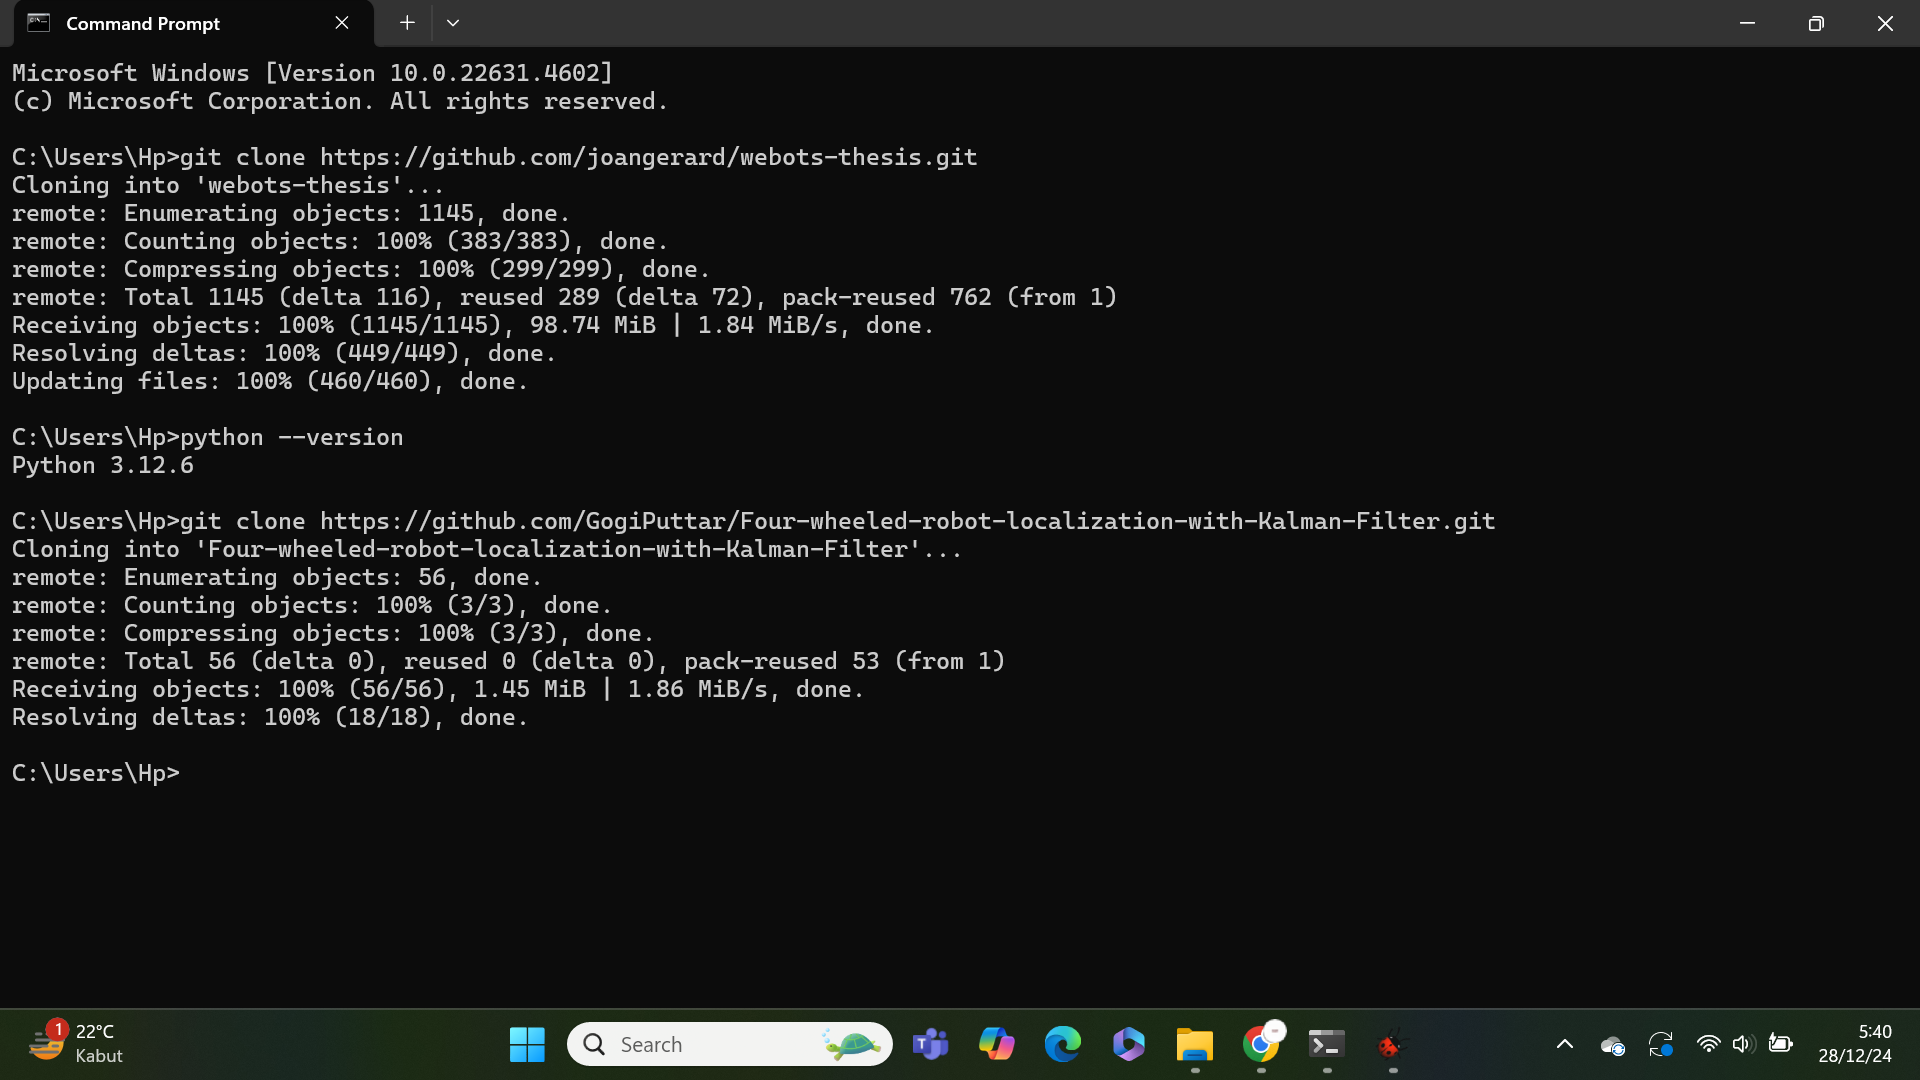 Command Prompt
Microsoft Windows [Version 10.0.22631.4602]
(c) Microsoft Corporation. All rights reserved.
C:\Users\Hp>git clone https://github.com/joangerard/webots-thesis.git
Cloning into 'webots-thesis'...
remote: Enumerating objects: 1145, done.
remote: Counting objects: 100% (383/383), done.
remote: Compressing objects: 100% (299/299), done.
remote: Total 1145 (delta 116), reused 289 (delta 72), pack-reused 762 (from 1)
Receiving objects: 100% (1145/1145), 98.74 MiB | 1.84 MiB/s, done.
Resolving deltas: 100% (449/449), done.
Updating files: 100% (460/460), done.
C:\Users\Hp>python --version
Python 3.12.6
C:\Users\Hp>git clone https://github.com/GogiPuttar/Four-wheeled-robot-localization-with-Kalman-Filter.git
Cloning into 'Four-wheeled-robot-localization-with-Kalman-Filter'...
remote: Enumerating objects: 56, done.
remote: Counting objects: 100% (3/3), done.
remote: Compressing objects: 100% (3/3), done.
remote: Total 56 (delta 0), reused 0 (delta 0), pack-reused 53 (from 1)
Receiving objects: 100% (56/56), 1.45 MiB | 1.86 MiB/s, done.
Resolving deltas: 100% (18/18), done.
C:\Users\Hp>
1
22°C
Kabut
Search
5:40
28/12/24